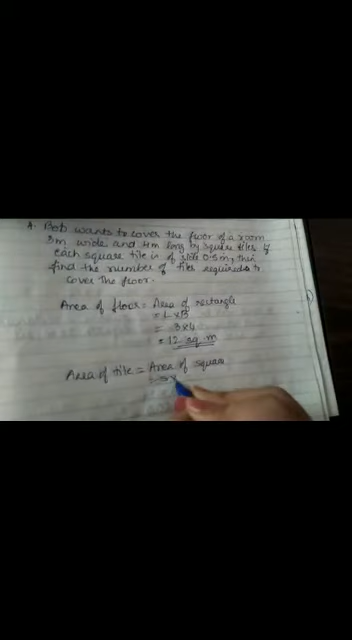 A. Bob wants to cover the floor of a room
3m wide and 4m long by square tiles. If
each square tile is of side 0.5m, then
find the number of tiles required to
cover the floor.
Area of floor = Area of rectangle
= L x B
= 3 x 4
= 12 sq. m
Area of tile = Area of square